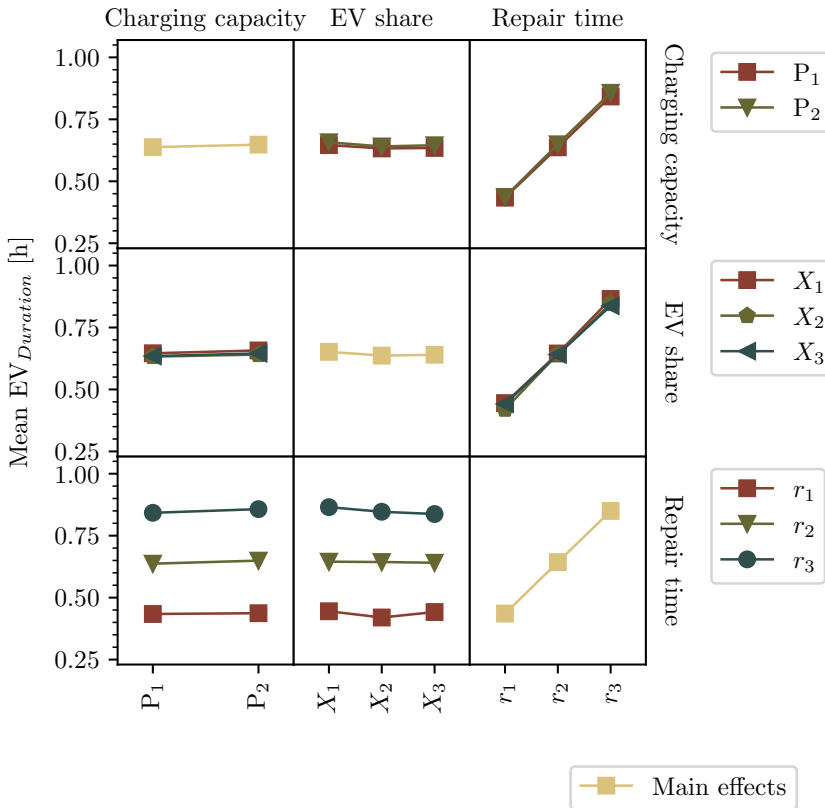 Charging capacity EV share Repair time
Mean EV_Duration [h]
1.00
0.75
0.50
0.25
Charging capacity
P₁
P₂
1.00
0.75
0.50
0.25
EV share
X₁
X₂
X₃
1.00
0.75
0.50
0.25
Repair time
r₁
r₂
r₃
P₁ P₂ X₁ X₂ X₃ r₁ r₂ r₃
Main effects